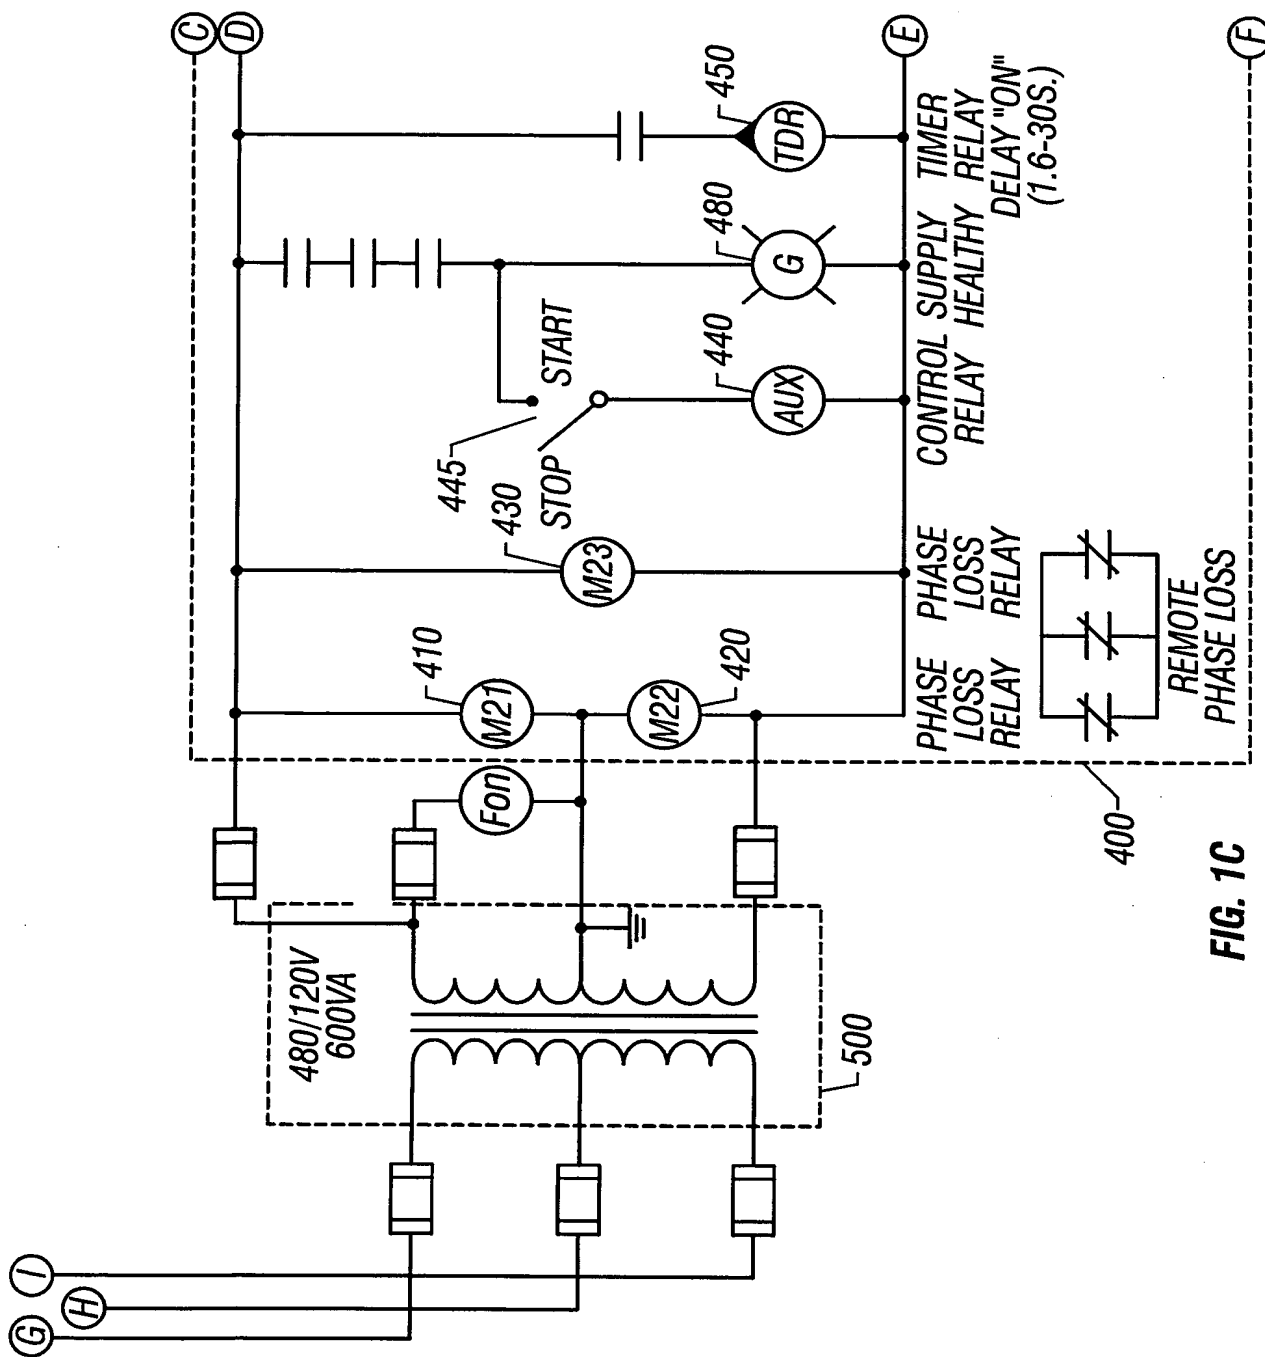 C
D
E
F
G
H
I
480/120V
600VA
500
Fon
M21
410
M22
420
M23
430
445
START
STOP
AUX
440
G
480
TDR
450
PHASE
LOSS
RELAY
PHASE
LOSS
RELAY
CONTROL
RELAY
SUPPLY
HEALTHY
TIMER
RELAY
DELAY "ON"
(1.6-30S.)
REMOTE
PHASE LOSS
400
FIG. 1C